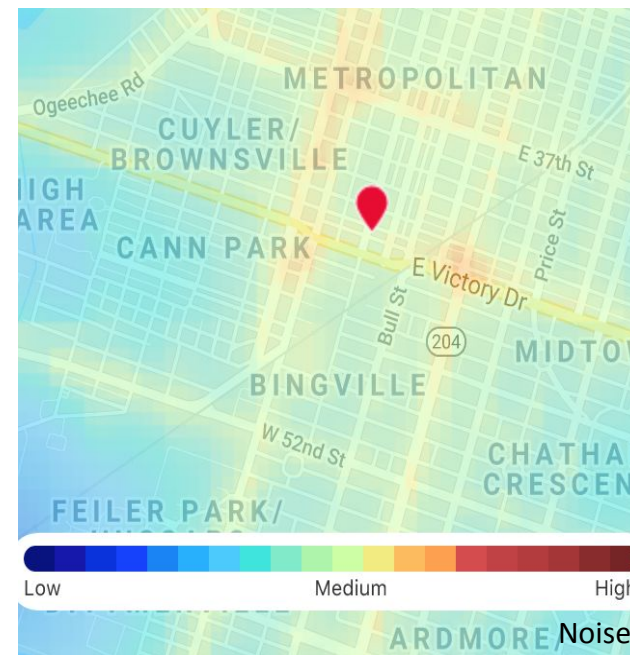 METROPOLITAN
Ogeechee Rd
CUYLER/
BROWNSVILLE
E 37th St
IIGH
AREA
Price St
CANN PARK
E Victory Dr
Bull St
204
MIDTO
BINGVILLE
W 52nd St
CHATHA
CRESCEN
FEILER PARK/
Low
Medium
High
ARDMORE/
Noise